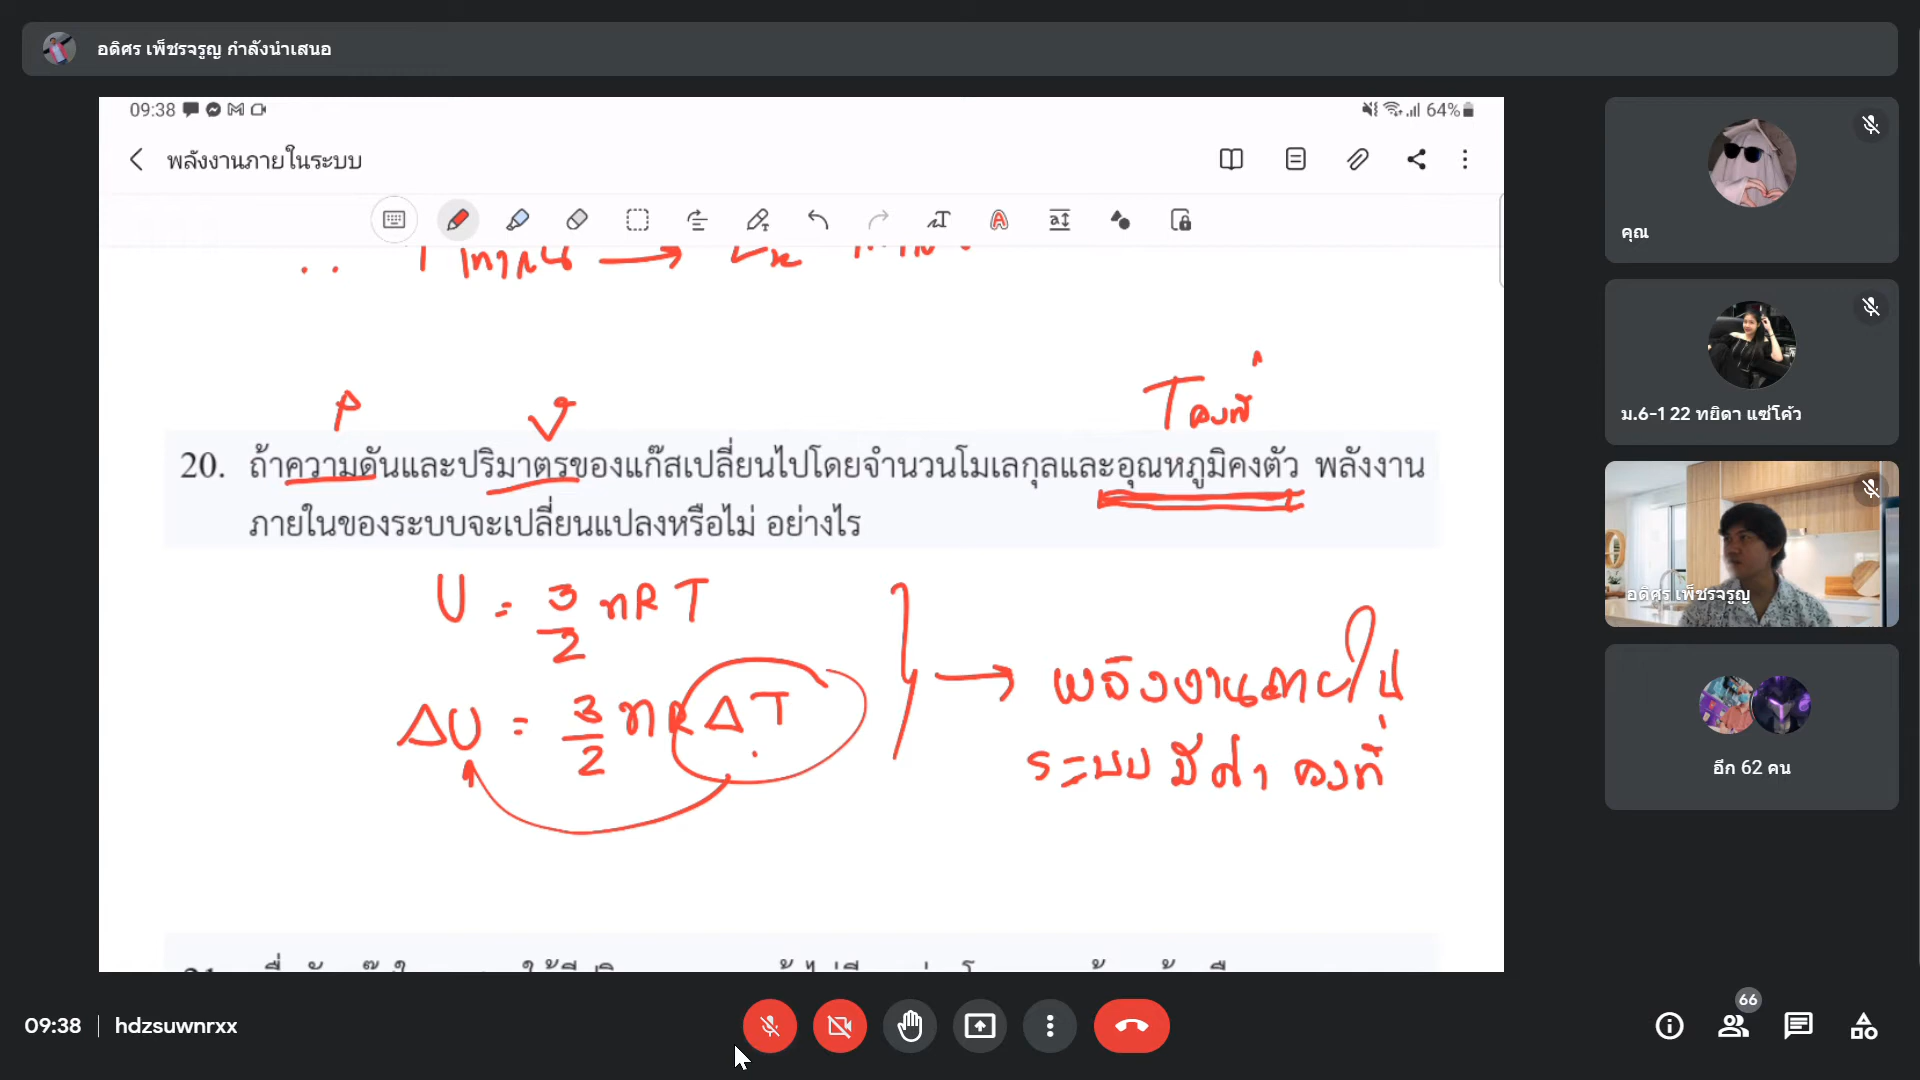 อดิศร เพ็ชรจรูญ กำลังนำเสนอ
09:38
64%
พลังงานภายในระบบ
P
V
T คงที่
20. ถ้าความดันและปริมาตรของแก๊สเปลี่ยนไปโดยจำนวนโมเลกุลและอุณหภูมิคงตัว พลังงาน
ภายในของระบบจะเปลี่ยนแปลงหรือไม่ อย่างไร
U = 3/2 nRT
ΔU = 3/2 nRΔT
→ พลังงานภายใน
ระบบ มีค่า คงที่
คุณ
ม.6-1 22 ทยิดา แซ่โค้ว
อดิศร เพ็ชรจรูญ
อีก 62 คน
09:38 | hdzsuwnrxx
66